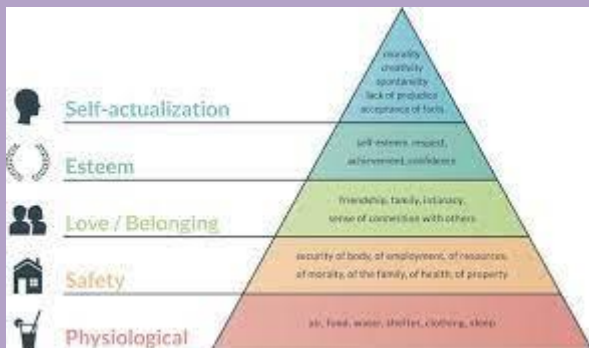 morality
creativity
spontaneity
lack of prejudice
acceptance of facts
Self-actualization
self-esteem, respect,
achievement, confidence
Esteem
friendship, family, intimacy,
sense of connection with others
Love / Belonging
security of body, of employment, of resources,
of morality, of the family, of health, of property
Safety
air, food, water, shelter, clothing, sleep
Physiological